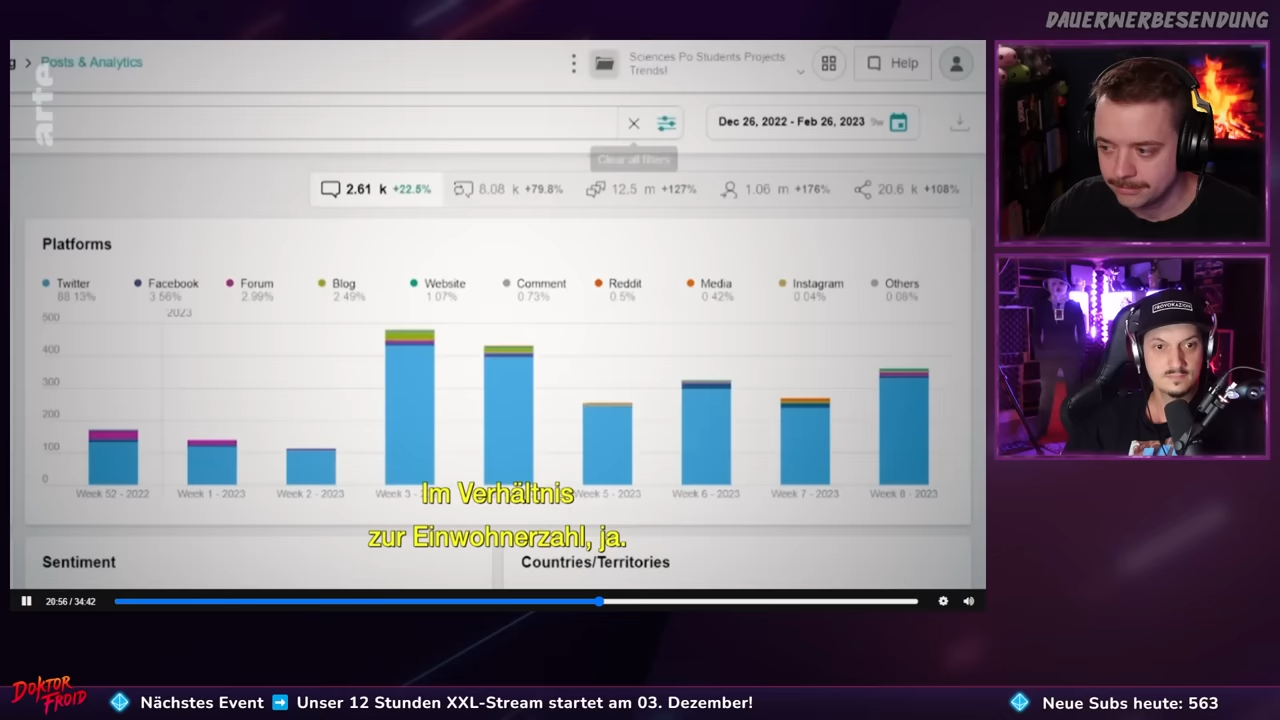 DAUERWERBESENDUNG
g > Posts & Analytics
Sciences Po Students Projects
Trends!
Help
arte
Dec 26, 2022 - Feb 26, 2023 9w
Clear all filters
2.61 k +22.5% 8.08 k +79.8% 12.5 m +127% 1.06 m +176% 20.6 k +108%
Platforms
Twitter Facebook Forum Blog Website Comment Reddit Media Instagram Others
88.13% 3.56% 2.99% 2.49% 1.07% 0.73% 0.5% 0.42% 0.04% 0.08%
2023
500
400
300
200
100
0
Week 52 - 2022 Week 1 - 2023 Week 2 - 2023 Week 3 - Week 5 - 2023 Week 6 - 2023 Week 7 - 2023 Week 8 - 2023
Im Verhältnis
zur Einwohnerzahl, ja.
Sentiment Countries/Territories
20:56 / 34:42
PROVOKAZION
DOKTOR
FROID
Nächstes Event ➡ Unser 12 Stunden XXL-Stream startet am 03. Dezember!
Neue Subs heute: 563